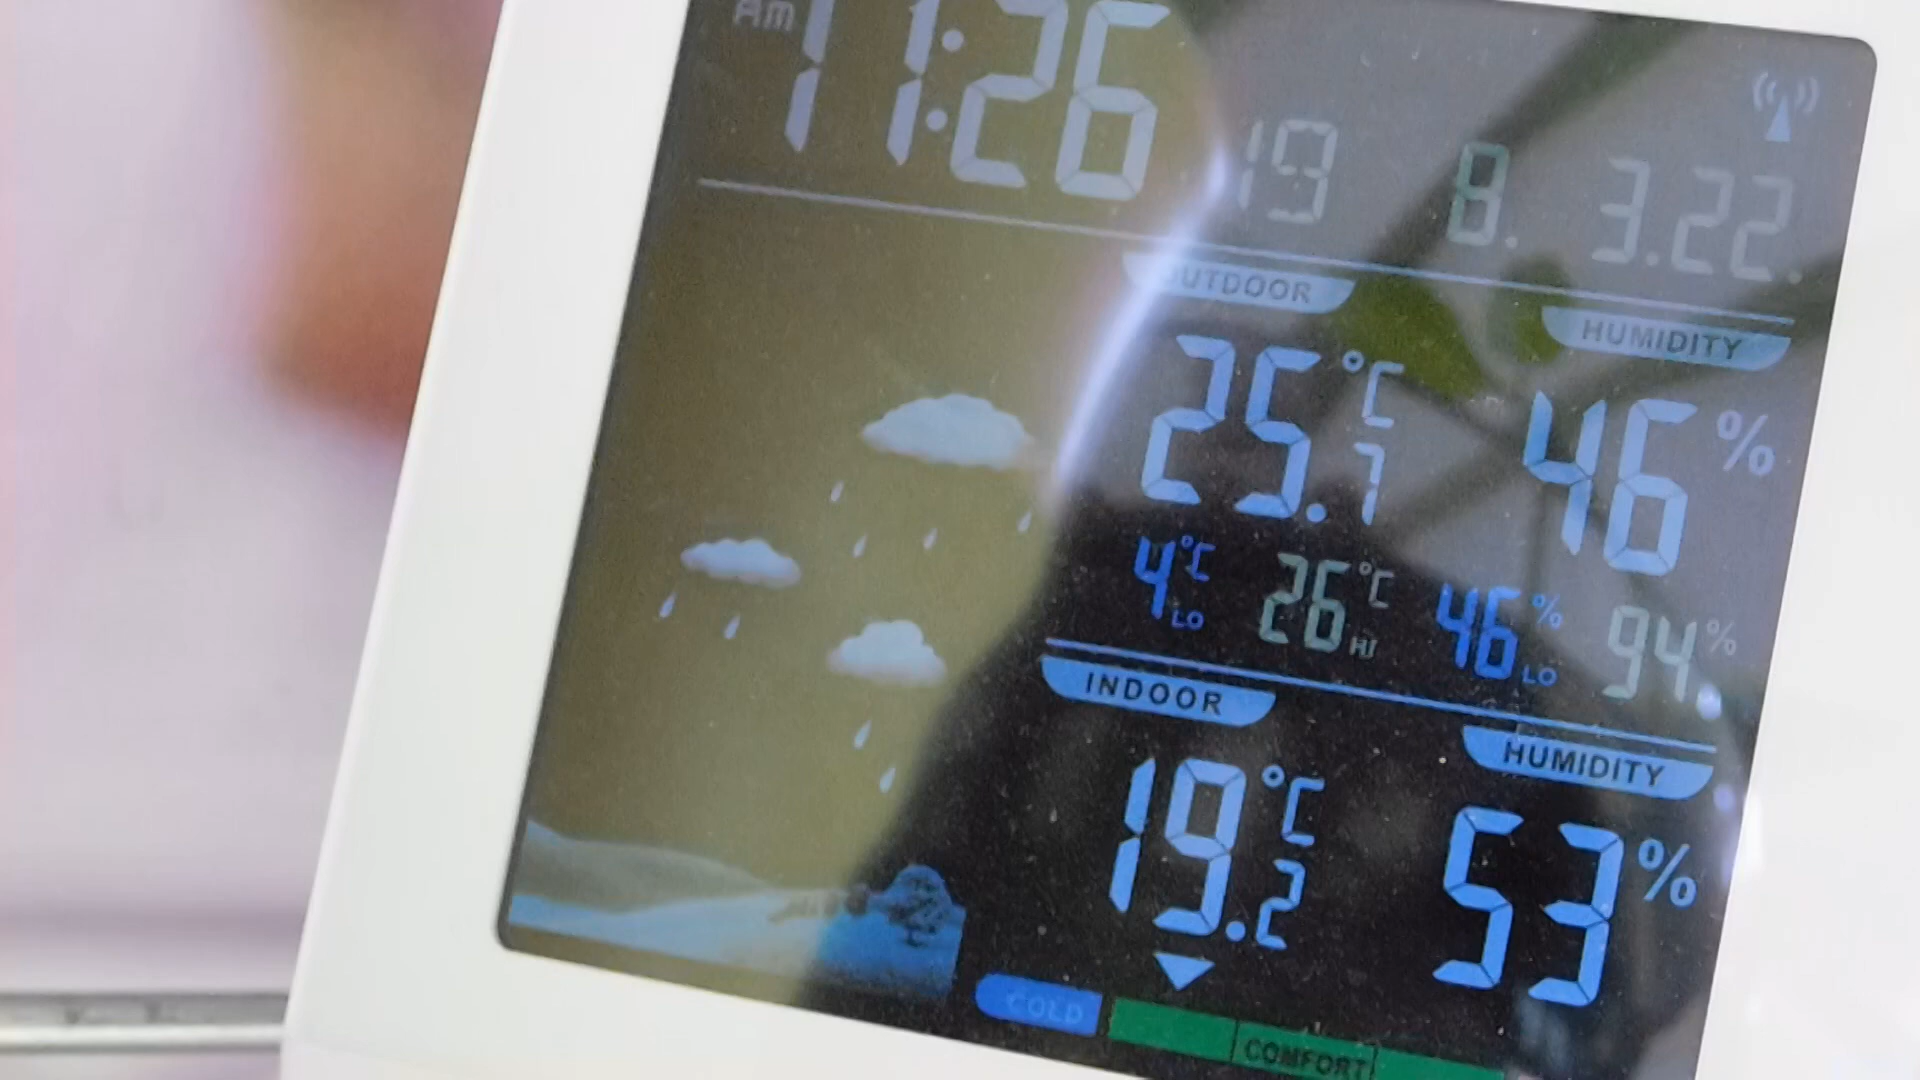 AM 11:26
19 8. 3.22.
OUTDOOR HUMIDITY
25.7 °C 46 %
4 °C LO 26 °C HI 46 % LO 94 %
INDOOR HUMIDITY
19.2 °C 53 %
COLD COMFORT